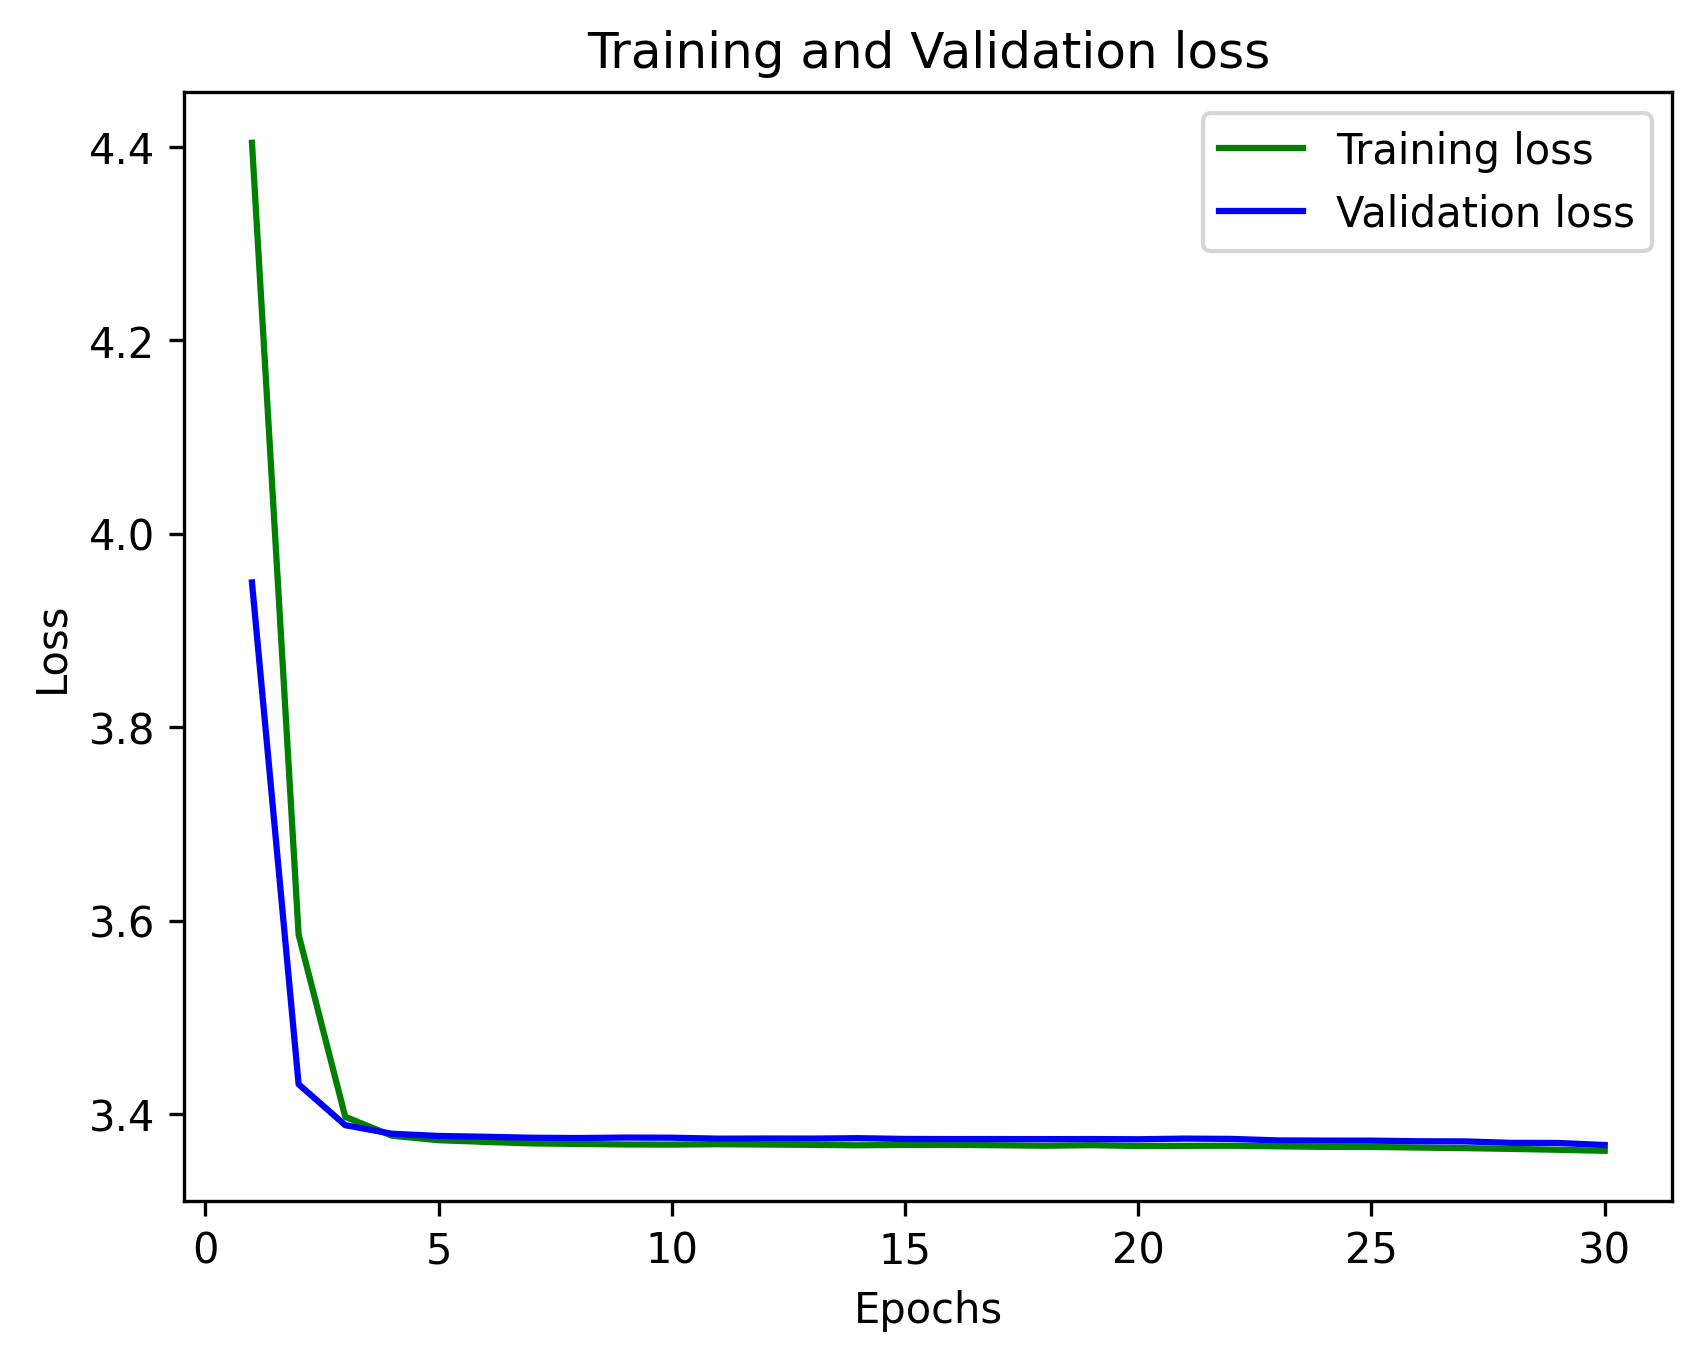 Training and Validation loss
Training loss
Validation loss
4.4
4.2
4.0
3.8
3.6
3.4
Loss
0 5 10 15 20 25 30
Epochs